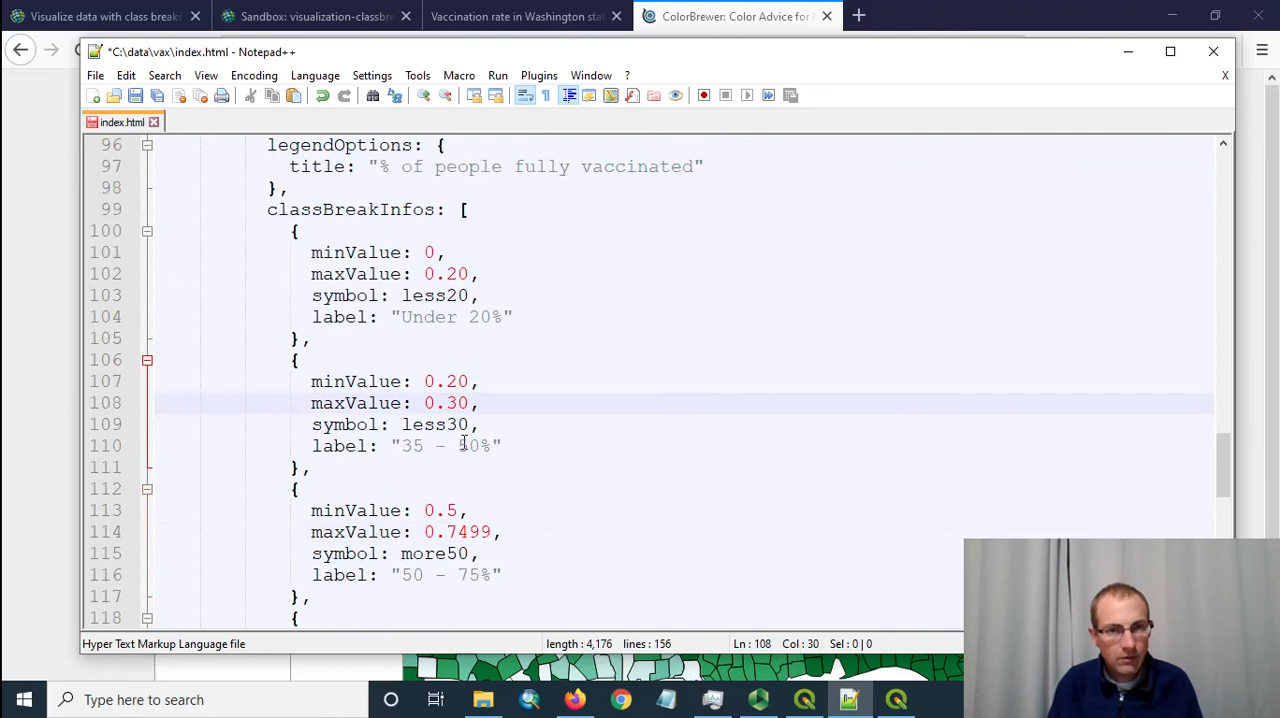 Visualize data with class breaks
Sandbox: visualization-classbre
Vaccination rate in Washington stat
ColorBrewer: Color Advice for
*C:\data\vax\index.html - Notepad++
File Edit Search View Encoding Language Settings Tools Macro Run Plugins Window ? X
index.html
96 legendOptions: {
97 title: "% of people fully vaccinated"
98 },
99 classBreakInfos: [
100 {
101 minValue: 0,
102 maxValue: 0.20,
103 symbol: less20,
104 label: "Under 20%"
105 },
106 {
107 minValue: 0.20,
108 maxValue: 0.30,
109 symbol: less30,
110 label: "35 - 50%"
111 },
112 {
113 minValue: 0.5,
114 maxValue: 0.7499,
115 symbol: more50,
116 label: "50 - 75%"
117 },
118 {
Hyper Text Markup Language file length : 4,176 lines : 156 Ln : 108 Col : 30 Sel : 0 | 0
Type here to search